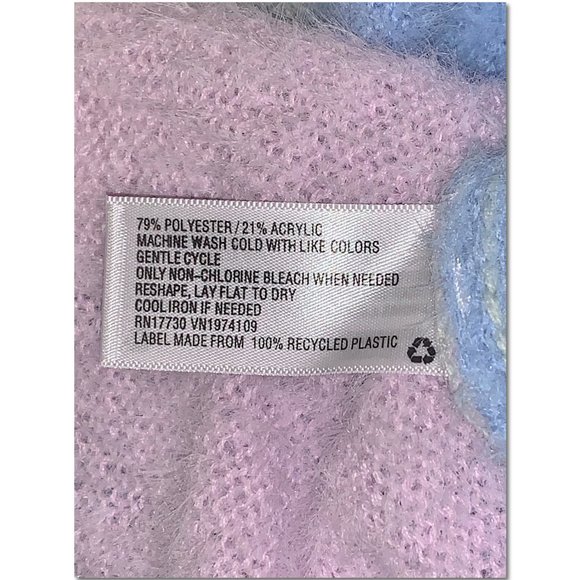 79% POLYESTER / 21% ACRYLIC
MACHINE WASH COLD WITH LIKE COLORS
GENTLE CYCLE
ONLY NON-CHLORINE BLEACH WHEN NEEDED
RESHAPE, LAY FLAT TO DRY
COOL IRON IF NEEDED
RN17730 VN1974109
LABEL MADE FROM 100% RECYCLED PLASTIC